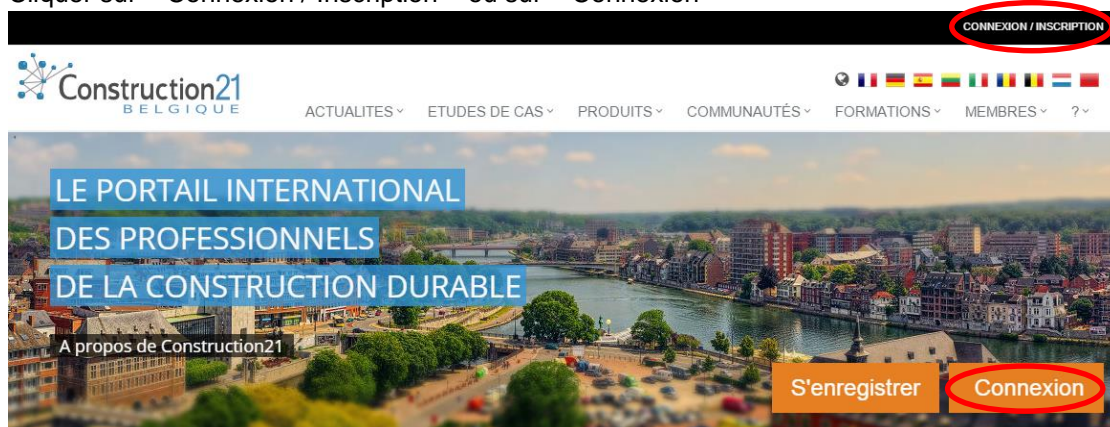 CONNEXION / INSCRIPTION
Construction21
BELGIQUE
ACTUALITES ETUDES DE CAS PRODUITS COMMUNAUTÉS FORMATIONS MEMBRES ?
LE PORTAIL INTERNATIONAL
DES PROFESSIONNELS
DE LA CONSTRUCTION DURABLE
A propos de Construction21
S'enregistrer Connexion